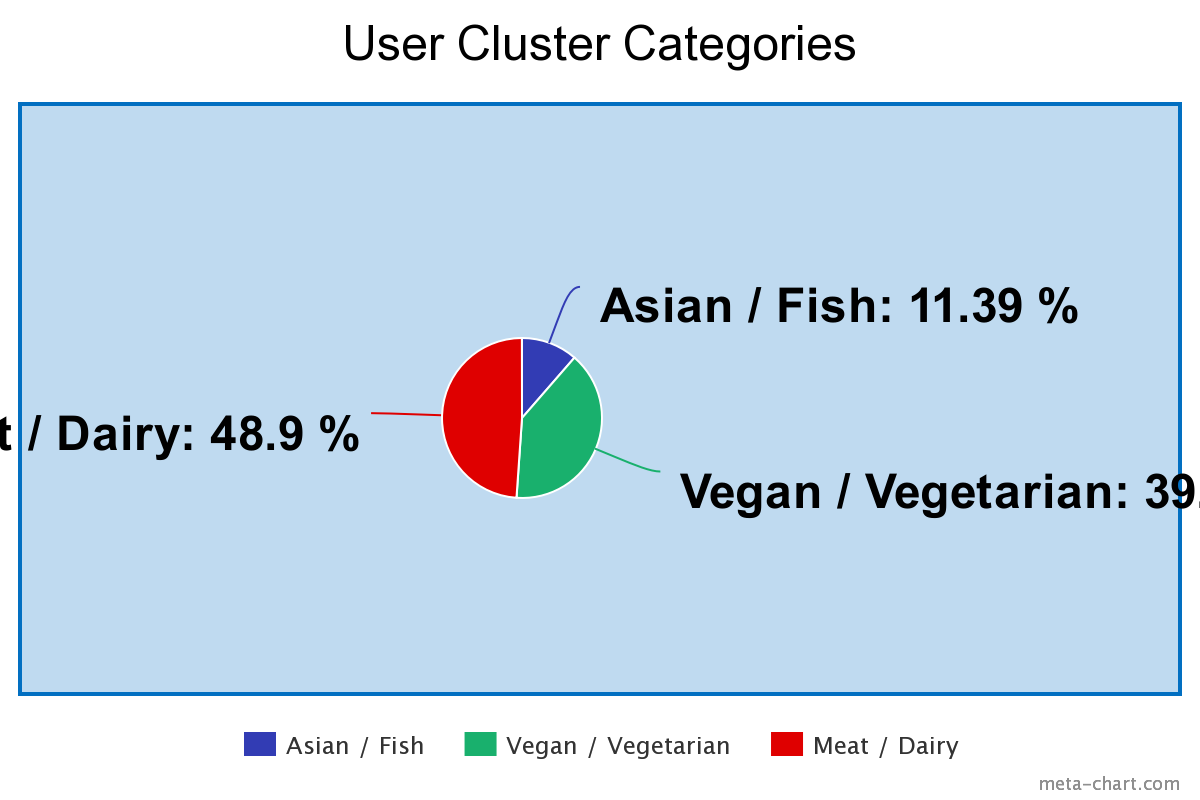 User Cluster Categories
Asian / Fish: 11.39 %
t / Dairy: 48.9 %
Vegan / Vegetarian: 39.
Asian / Fish
Vegan / Vegetarian
Meat / Dairy
meta-chart.com